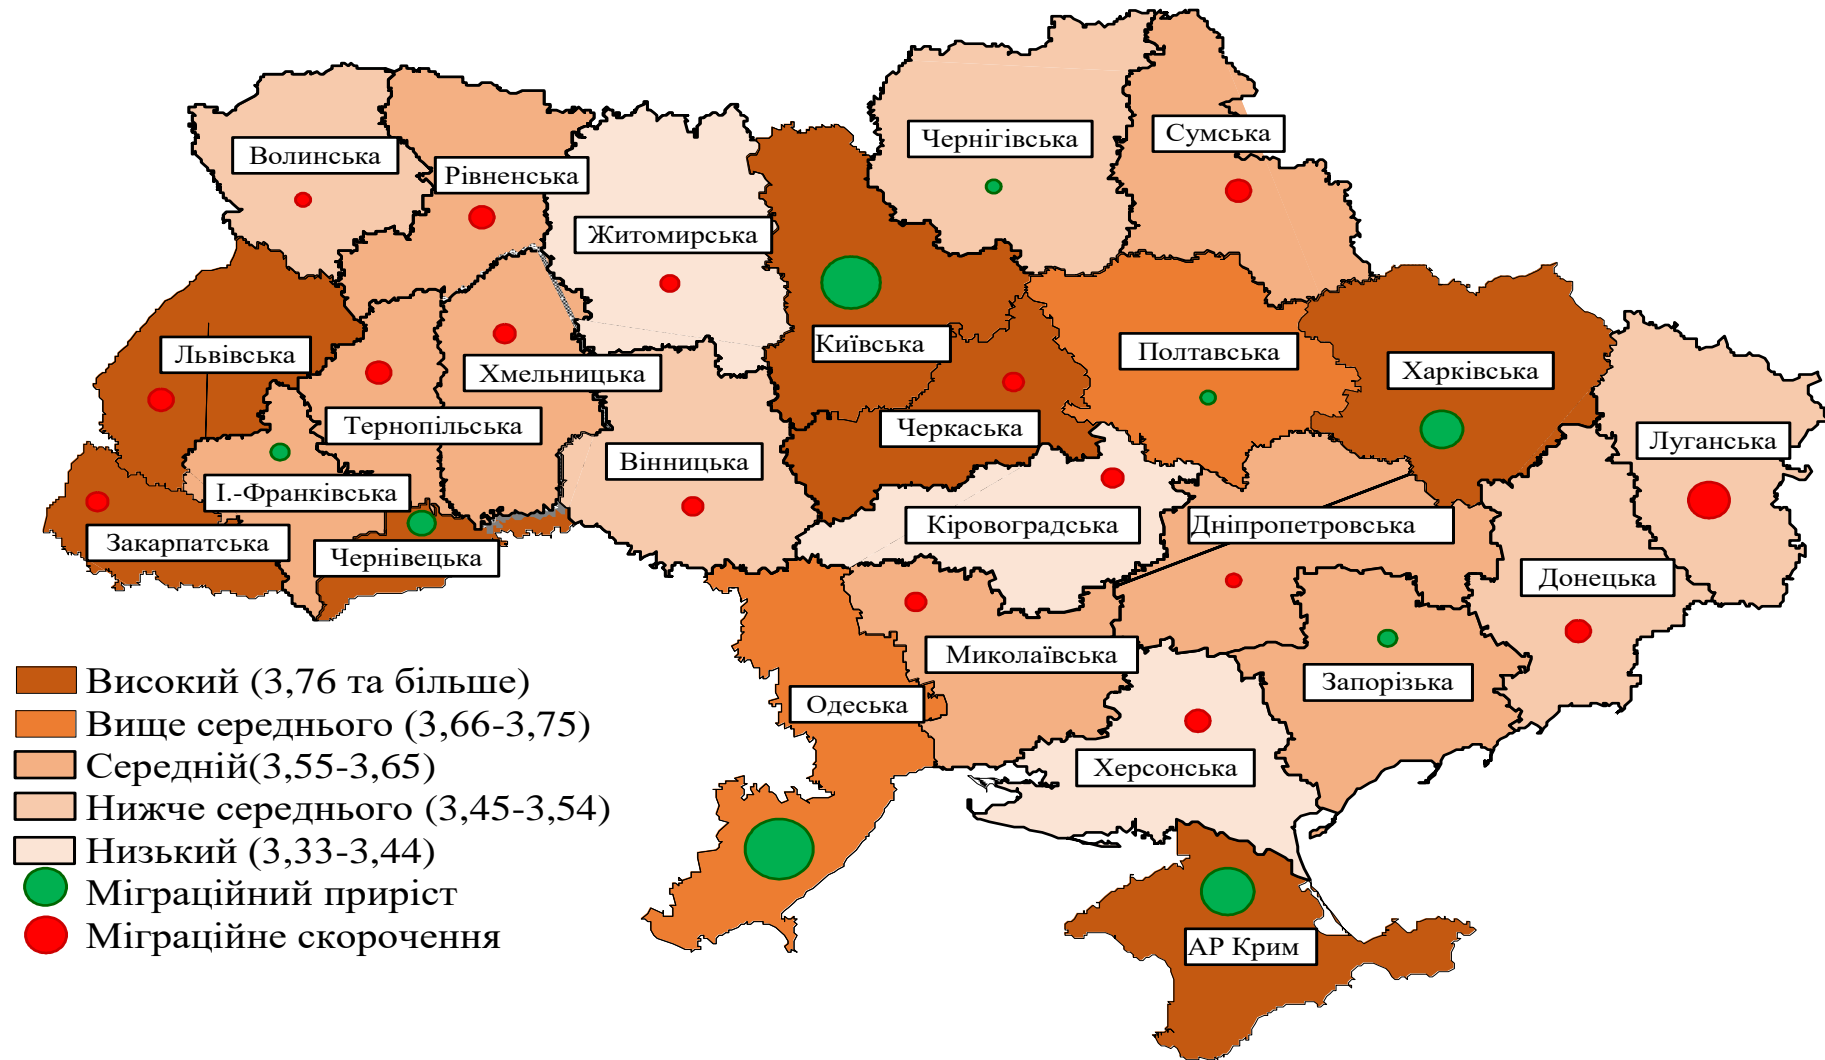 Чернігівська
Сумська
Волинська
Рівненська
Житомирська
Київська
Полтавська
Львівська
Хмельницька
Харківська
Тернопільська
Черкаська
Вінницька
Луганська
І.-Франківська
Кіровоградська
Дніпропетровська
Закарпатська
Чернівецька
Донецька
Миколаївська
Запорізька
Одеська
Херсонська
АР Крим
Високий (3,76 та більше)
Вище середнього (3,66-3,75)
Середній(3,55-3,65)
Нижче середнього (3,45-3,54)
Низький (3,33-3,44)
Міграційний приріст
Міграційне скорочення